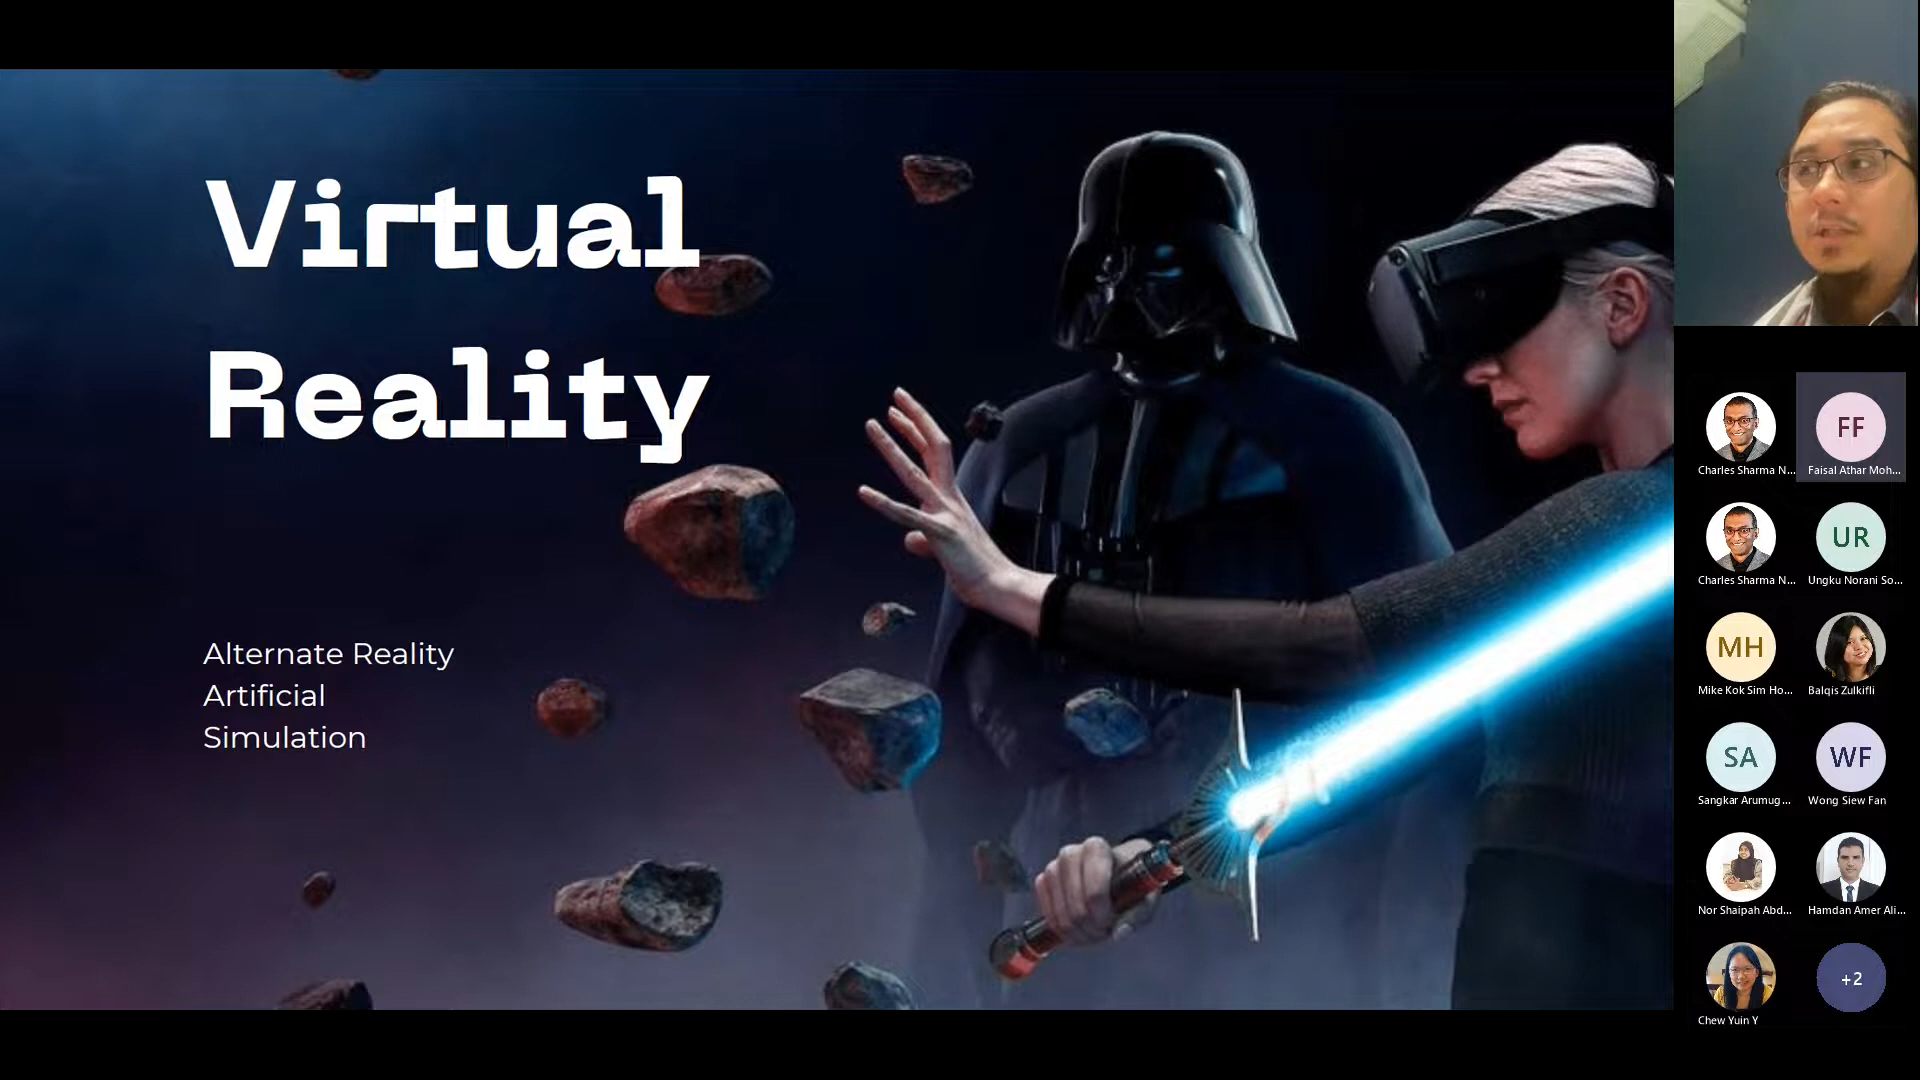 Virtual
Reality
Alternate Reality
Artificial
Simulation
Charles Sharma N...
FF
Faisal Athar Moh...
Charles Sharma N...
UR
Ungku Norani So...
MH
Mike Kok Sim Ho...
Balqis Zulkifli
SA
Sangkar Arumug...
WF
Wong Siew Fan
Nor Shaipah Abd...
Hamdan Amer Ali...
Chew Yuin Y
+2